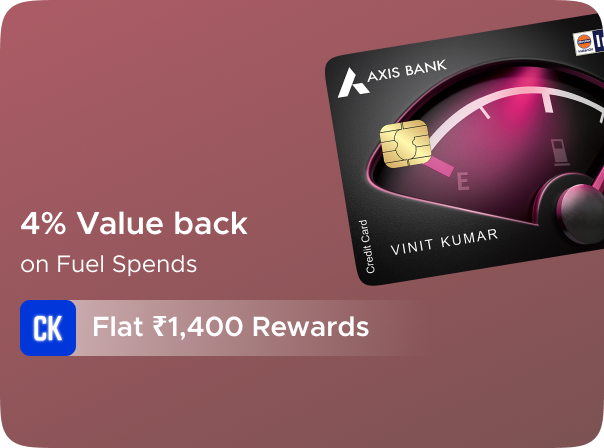 AXIS BANK
E
Credit Card
VINIT KUMAR
4% Value back
on Fuel Spends
CK
Flat ₹1,400 Rewards